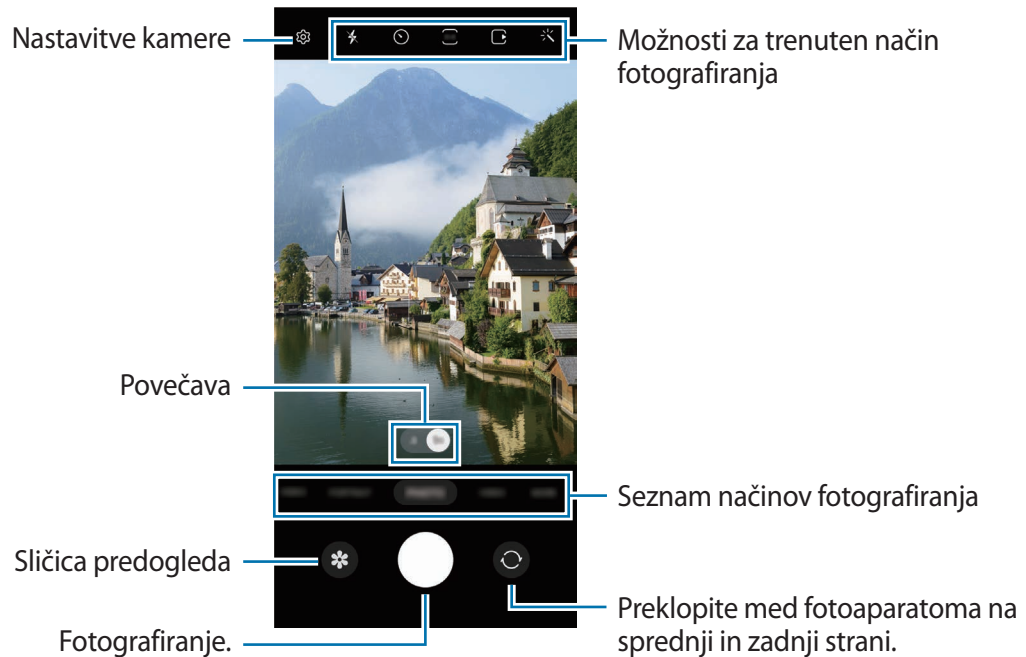 Nastavitve kamere
Možnosti za trenuten način
fotografiranja
Povečava
Seznam načinov fotografiranja
Sličica predogleda
Fotografiranje.
Preklopite med fotoaparatoma na
sprednji in zadnji strani.